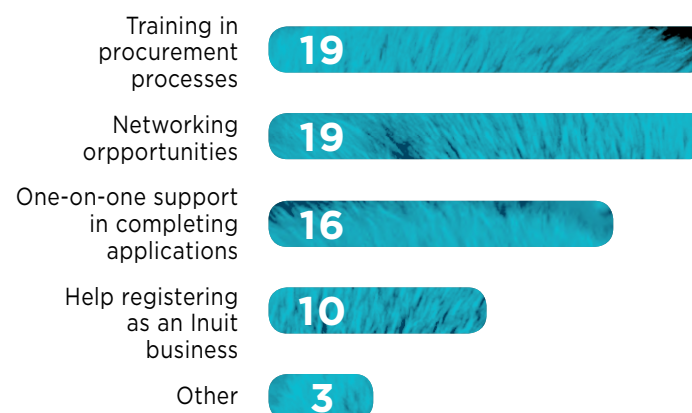 Training in
procurement
processes
19
Networking
orpportunities
19
One-on-one support
in completing
applications
16
Help registering
as an Inuit
business
10
Other
3